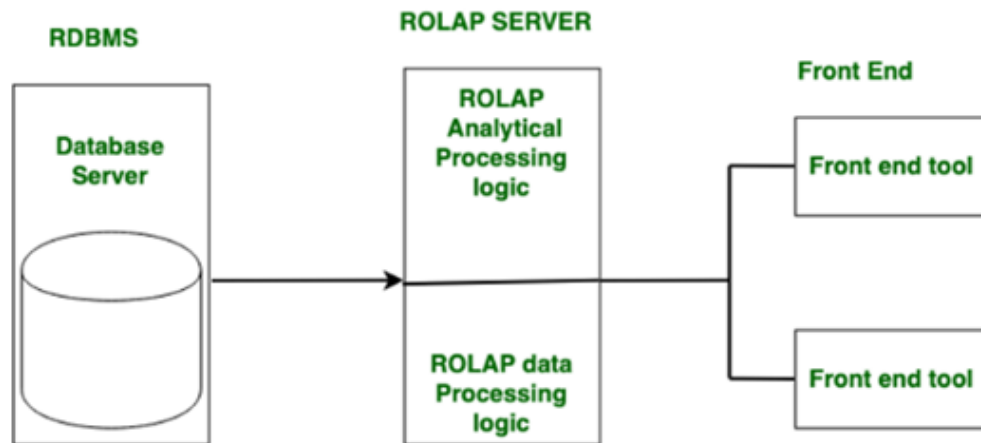 RDBMS
Database
Server
ROLAP SERVER
ROLAP
Analytical
Processing
logic
ROLAP data
Processing
logic
Front End
Front end tool
Front end tool